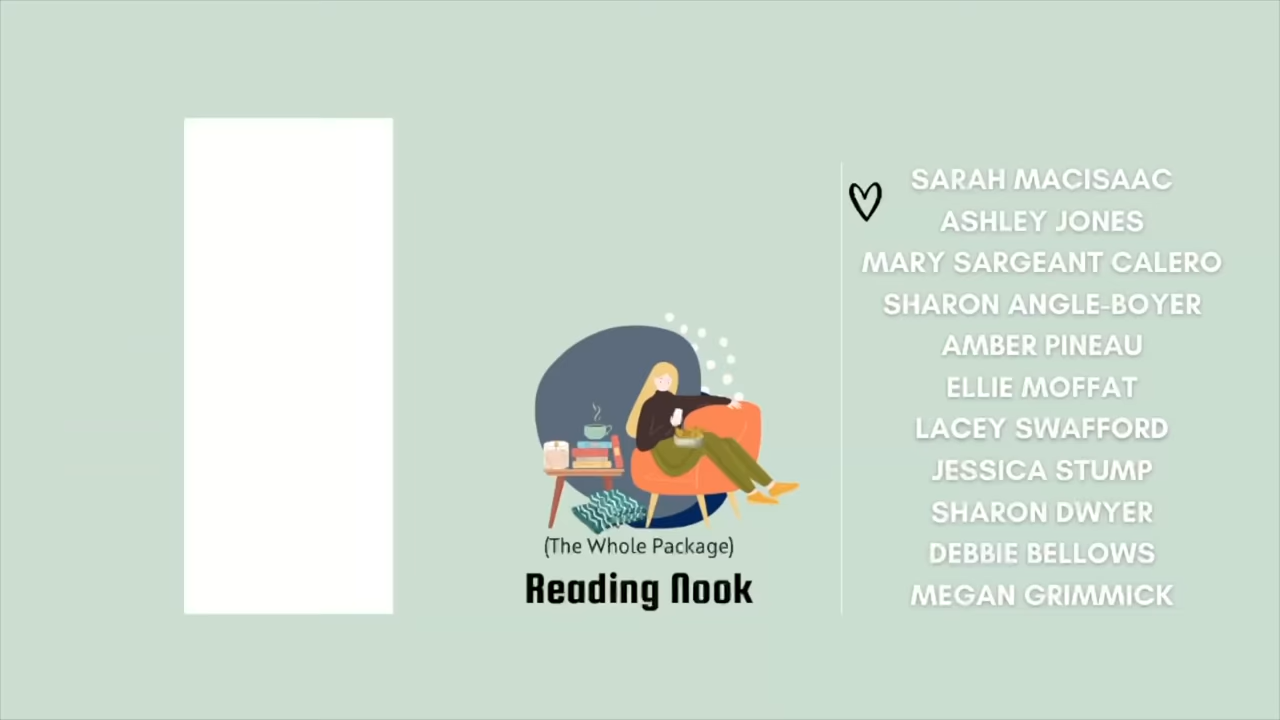 (The Whole Package)
Reading Nook
SARAH MACISAAC
ASHLEY JONES
MARY SARGEANT CALERO
SHARON ANGLE-BOYER
AMBER PINEAU
ELLIE MOFFAT
LACEY SWAFFORD
JESSICA STUMP
SHARON DWYER
DEBBIE BELLOWS
MEGAN GRIMMICK